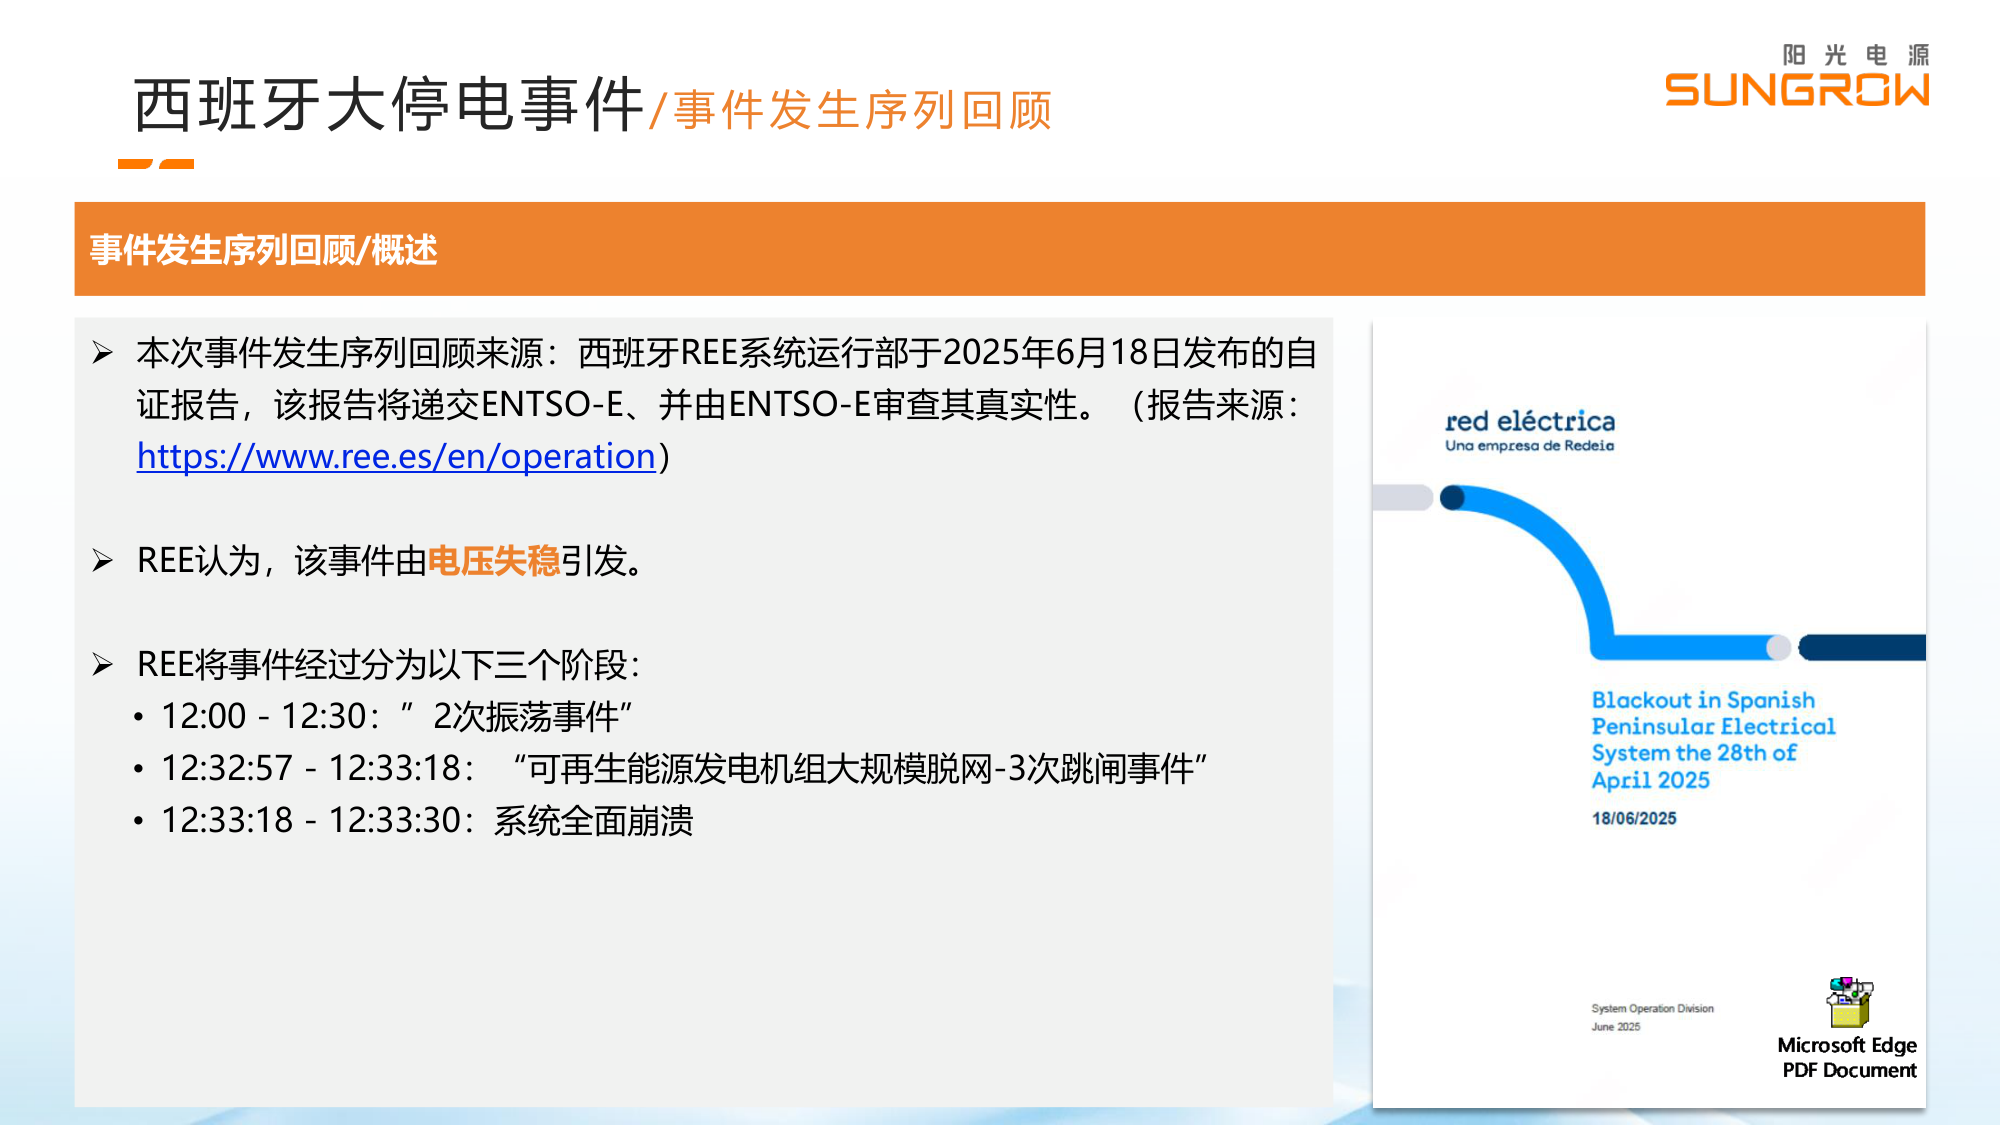 阳光电源
SUNGROW
西班牙大停电事件/事件发生序列回顾
事件发生序列回顾/概述
➢ 本次事件发生序列回顾来源：西班牙REE系统运行部于2025年6月18日发布的自
证报告，该报告将递交ENTSO-E、并由ENTSO-E审查其真实性。（报告来源：
https://www.ree.es/en/operation）
➢ REE认为，该事件由电压失稳引发。
➢ REE将事件经过分为以下三个阶段：
• 12:00 - 12:30：”2次振荡事件”
• 12:32:57 - 12:33:18：“可再生能源发电机组大规模脱网-3次跳闸事件”
• 12:33:18 - 12:33:30：系统全面崩溃
red eléctrica
Una empresa de Redeia
Blackout in Spanish
Peninsular Electrical
System the 28th of
April 2025
18/06/2025
System Operation Division
June 2025
Microsoft Edge
PDF Document